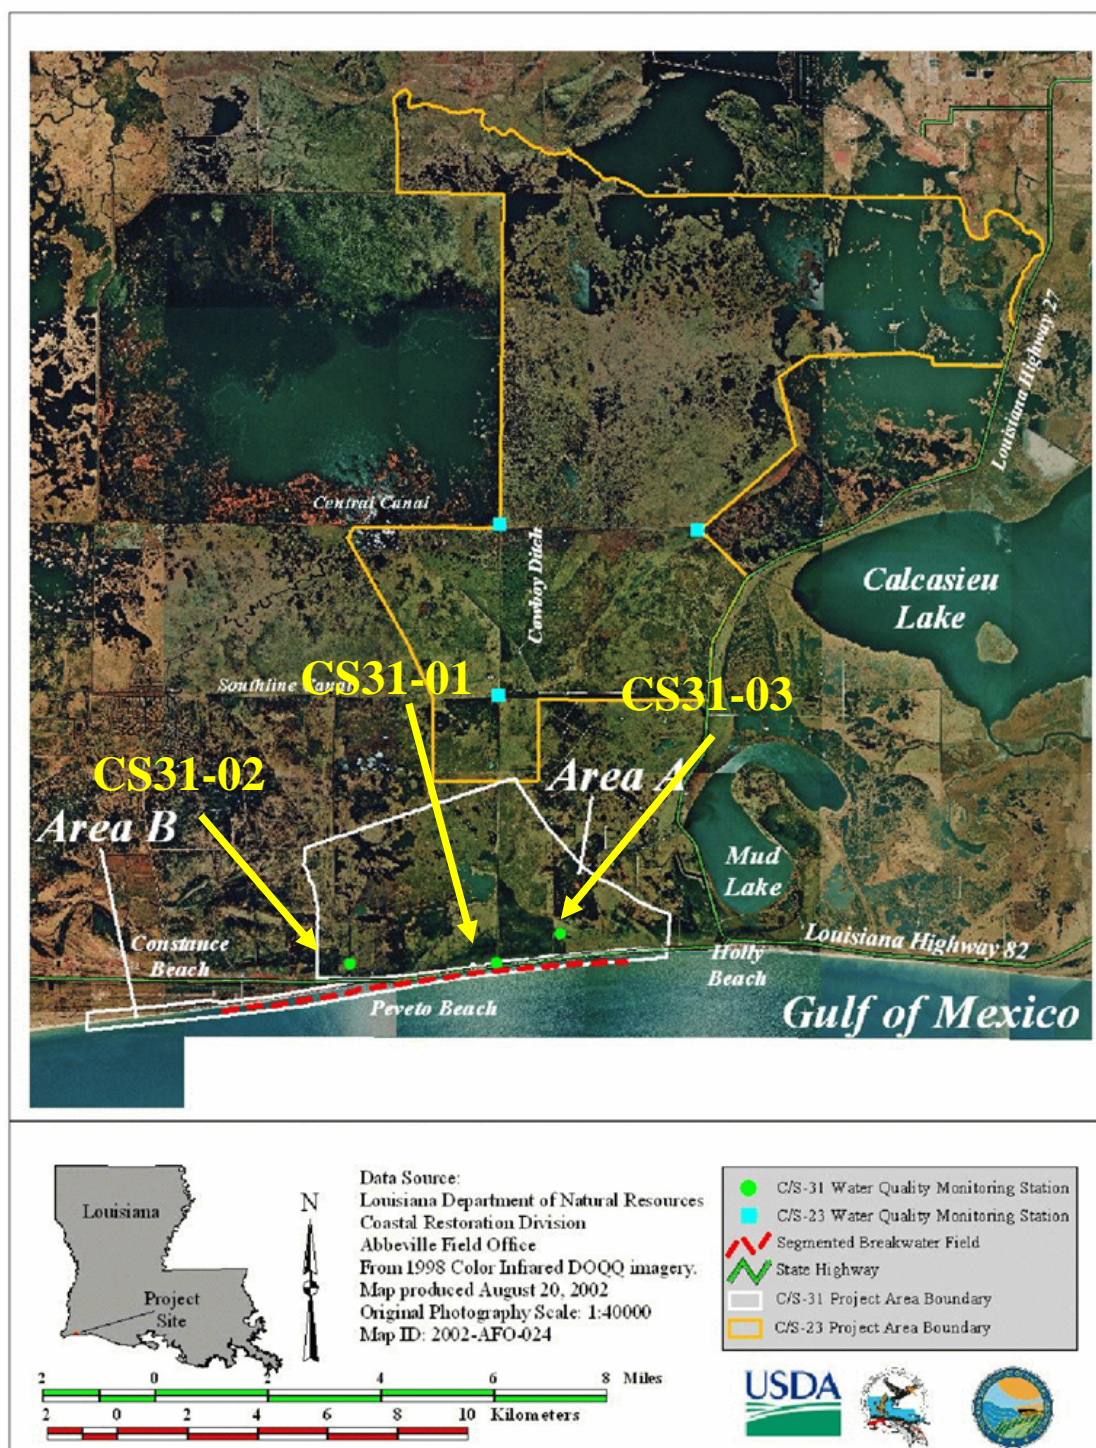 Louisiana Highway 27
Central Canal
Cowboy Ditch
Calcasieu
Lake
Southline Canal
CS31-01
CS31-03
CS31-02
Area A
Area B
Mud
Lake
Constance
Beach
Louisiana Highway 82
Holly
Beach
Peveto Beach
Gulf of Mexico
Louisiana
Project
Site
N
Data Source:
Louisiana Department of Natural Resources
Coastal Restoration Division
Abbeville Field Office
From 1998 Color Infrared DOQQ imagery.
Map produced August 20, 2002
Original Photography Scale: 1:40000
Map ID: 2002-AFO-024
C/S-31 Water Quality Monitoring Station
C/S-23 Water Quality Monitoring Station
Segmented Breakwater Field
State Highway
C/S-31 Project Area Boundary
C/S-23 Project Area Boundary
2 0 2 4 6 8 Miles
2 0 2 4 6 8 10 Kilometers
USDA